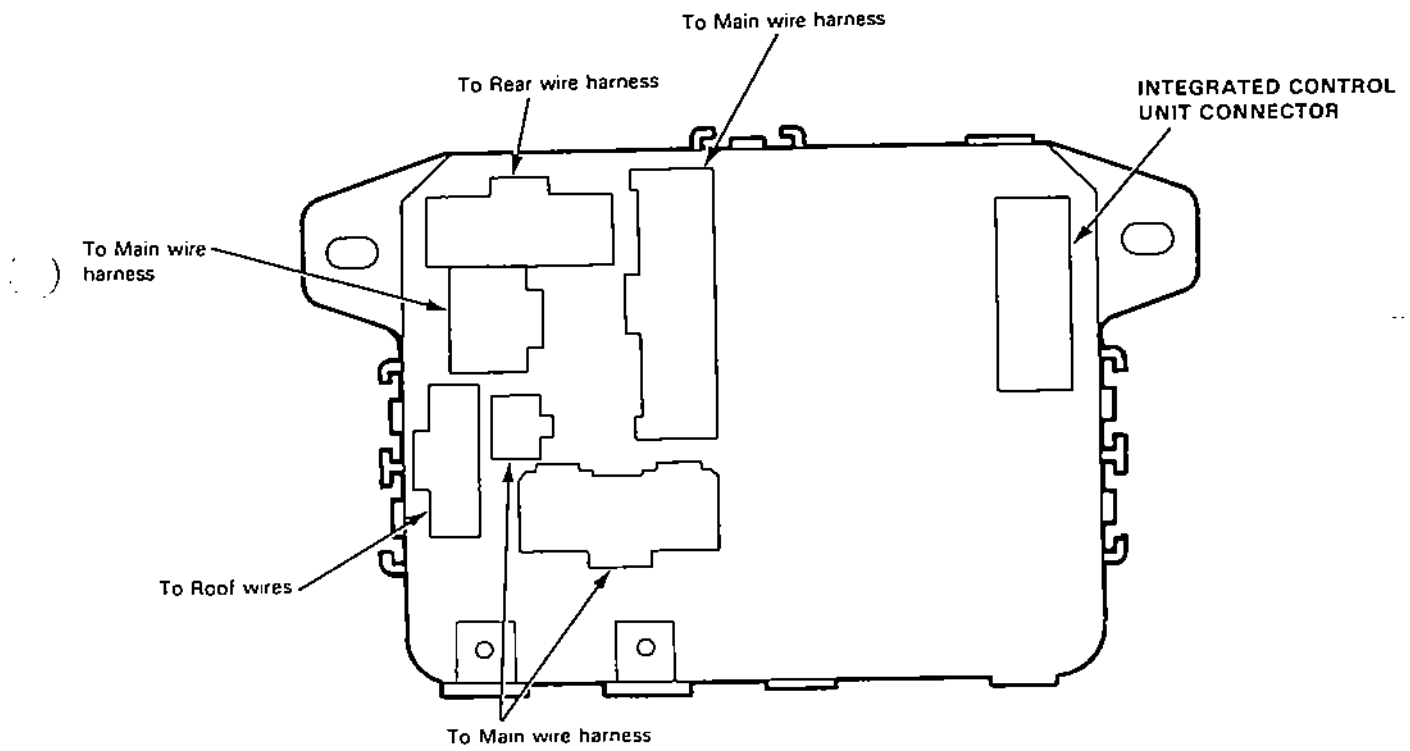 To Main wire harness
To Rear wire harness
INTEGRATED CONTROL
UNIT CONNECTOR
To Main wire
harness
To Roof wires
To Main wire harness